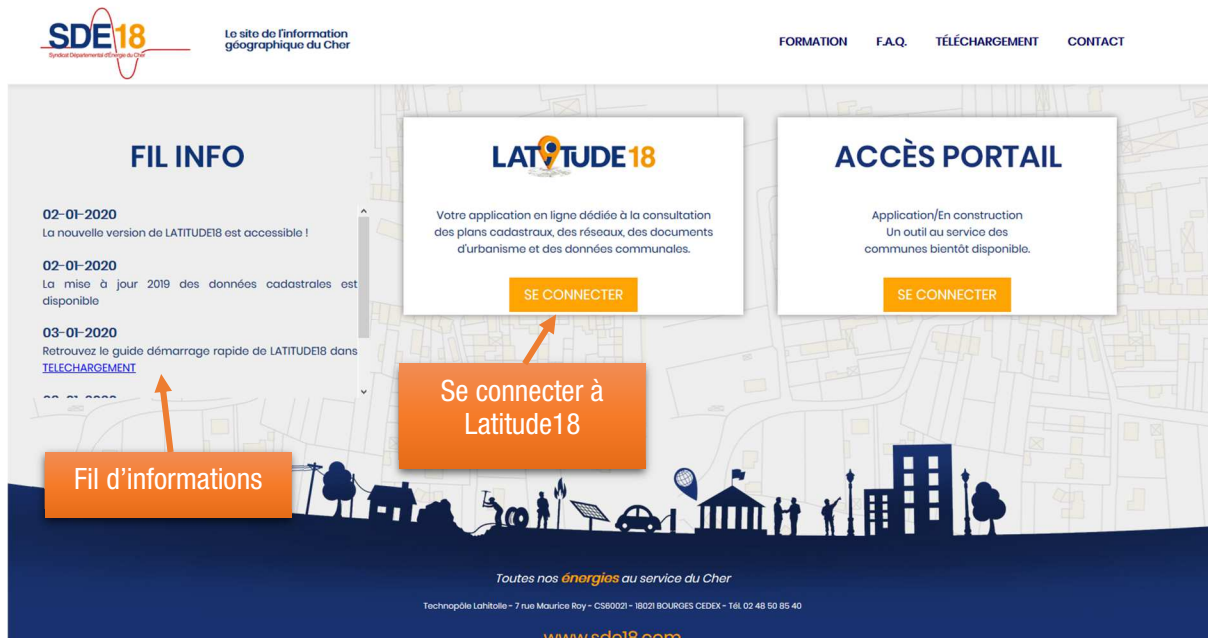 SDE18
Syndicat Départemental d'Énergie du Cher
Le site de l'information
géographique du Cher
FORMATION F.A.Q. TÉLÉCHARGEMENT CONTACT
FIL INFO
02-01-2020
La nouvelle version de LATITUDE18 est accessible !
02-01-2020
La mise à jour 2019 des données cadastrales est
disponible
03-01-2020
Retrouvez le guide démarrage rapide de LATITUDE18 dans
TELECHARGEMENT
Fil d'informations
LATITUDE18
Votre application en ligne dédiée à la consultation
des plans cadastraux, des réseaux, des documents
d'urbanisme et des données communales.
SE CONNECTER
Se connecter à
Latitude18
ACCÈS PORTAIL
Application/En construction
Un outil au service des
communes bientôt disponible.
SE CONNECTER
Toutes nos énergies au service du Cher
Technopôle Lahitolle - 7 rue Maurice Roy - CS60021 - 18021 BOURGES CEDEX - Tél. 02 48 50 85 40
www.sde18.com